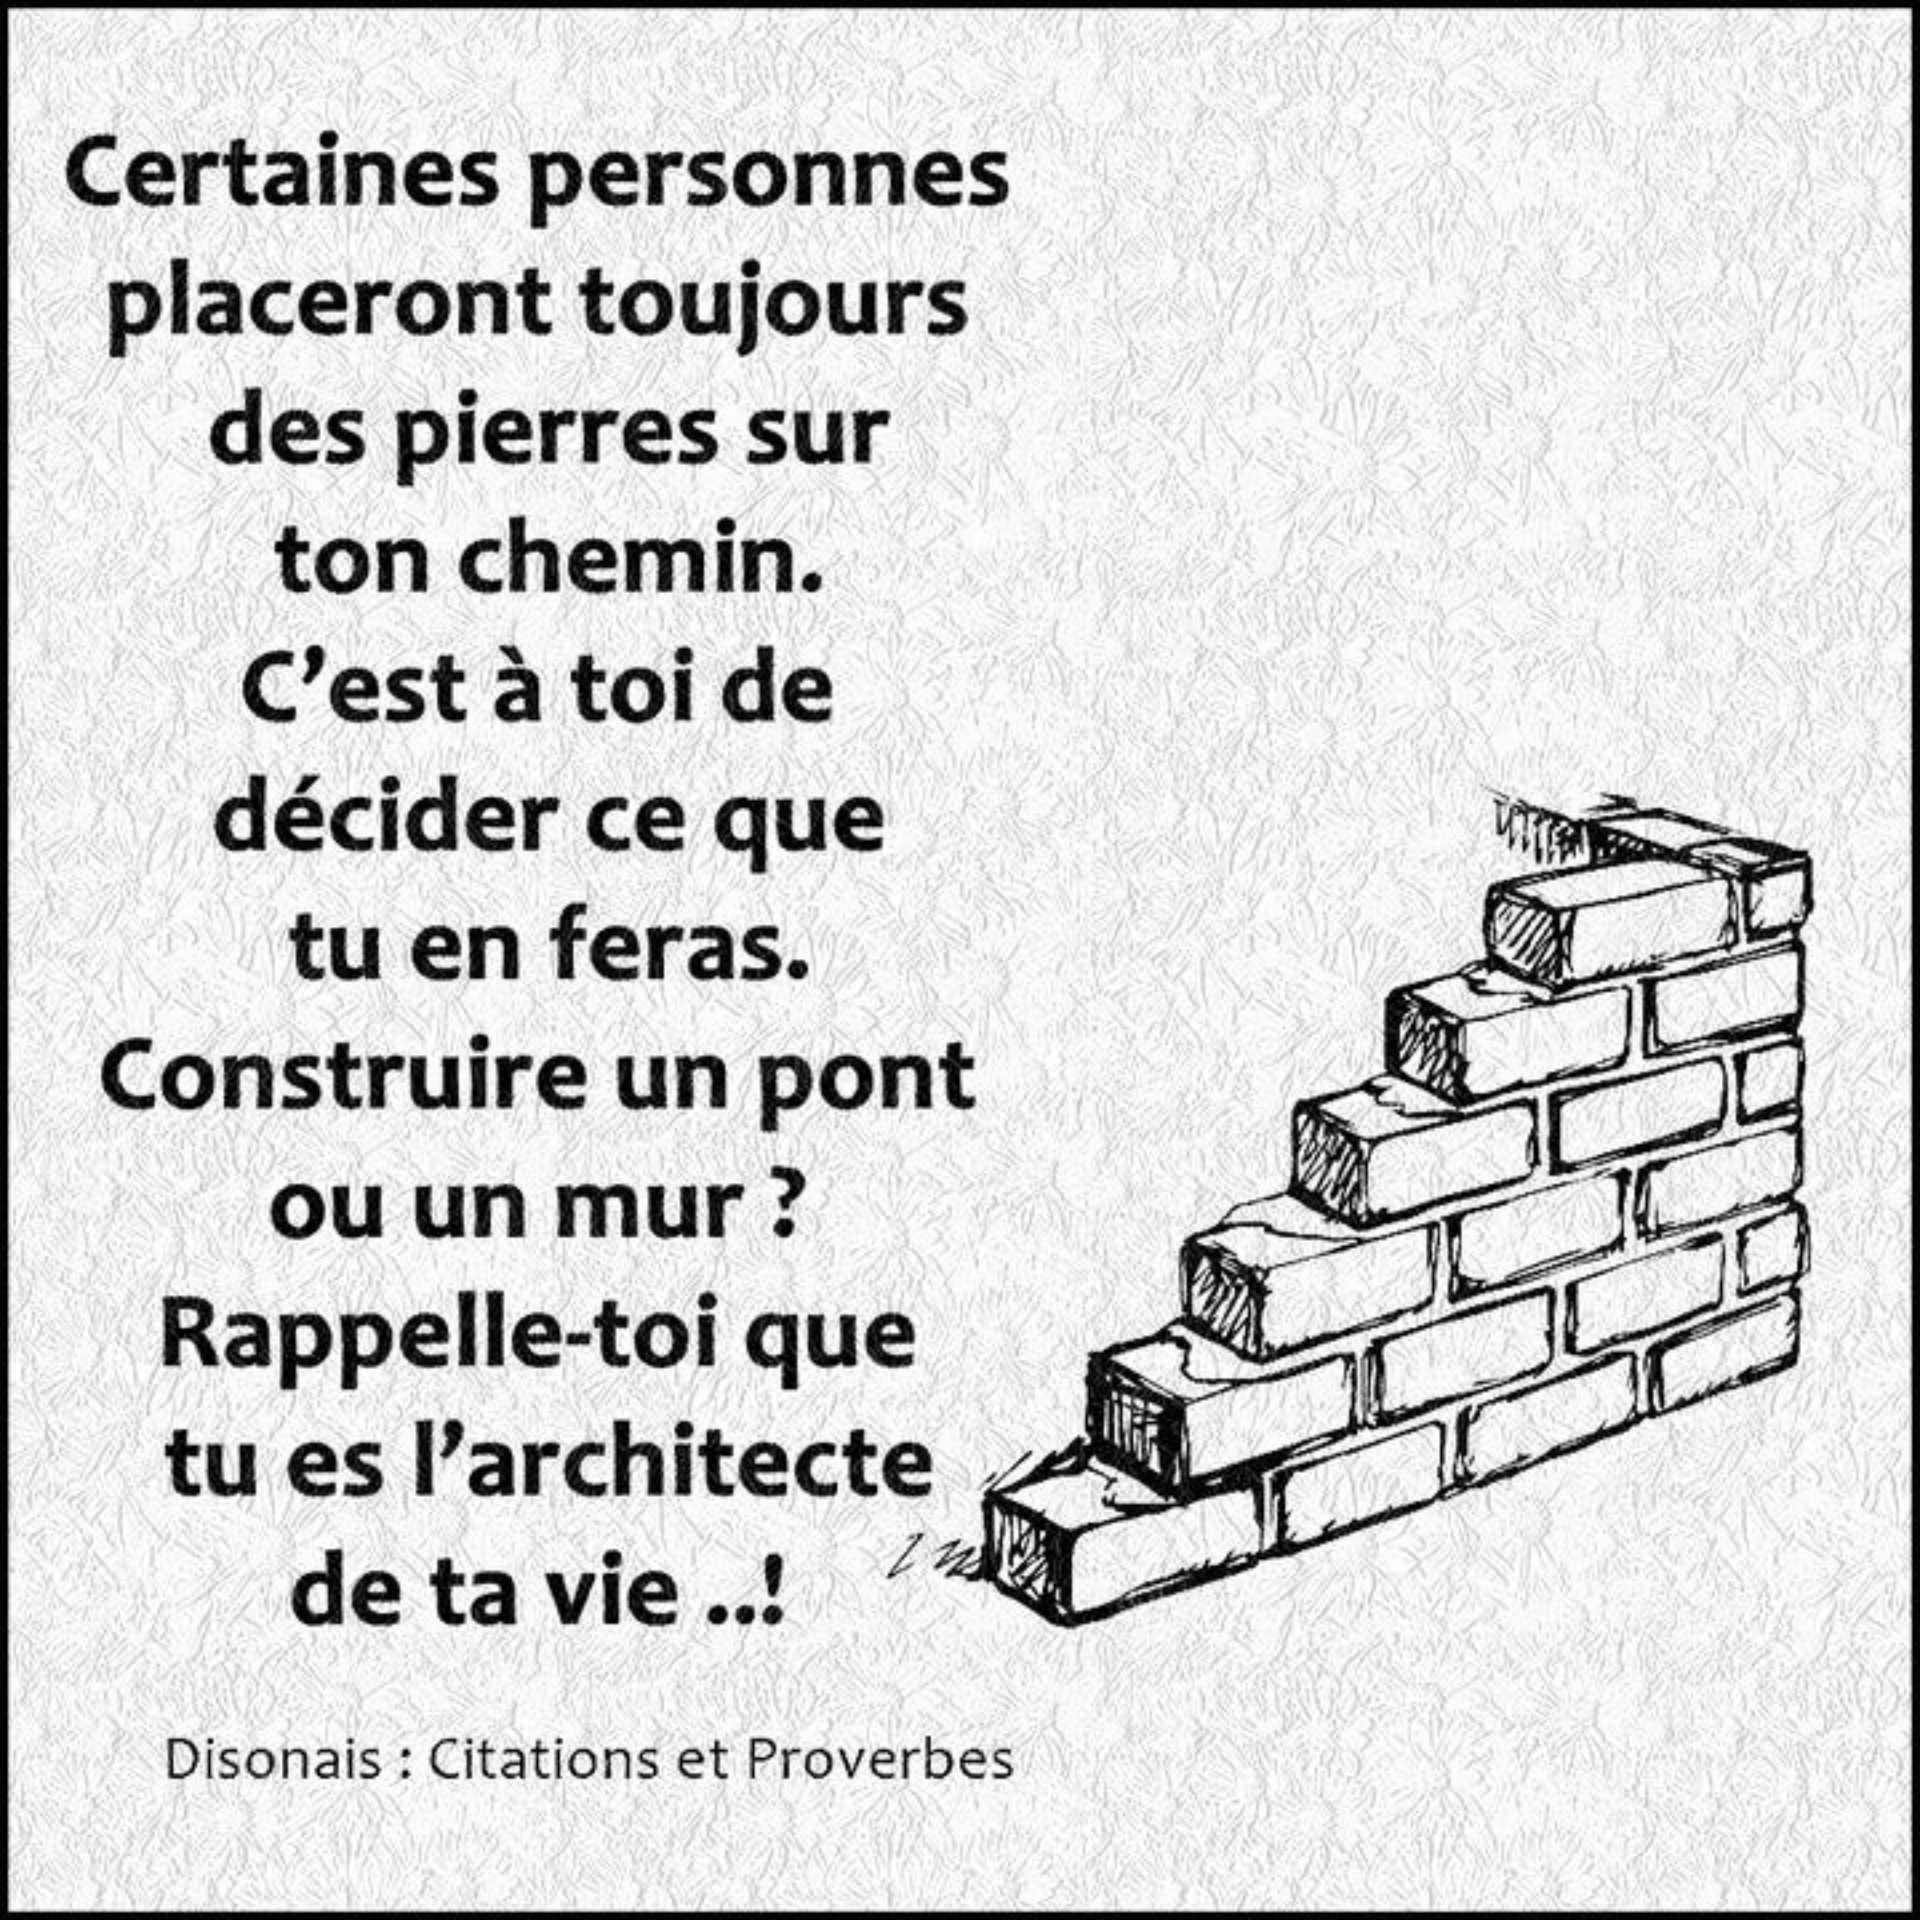 Certaines personnes
placeront toujours
des pierres sur
ton chemin.
C’est à toi de
décider ce que
tu en feras.
Construire un pont
ou un mur ?
Rappelle-toi que
tu es l’architecte
de ta vie ..!
Disonais : Citations et Proverbes